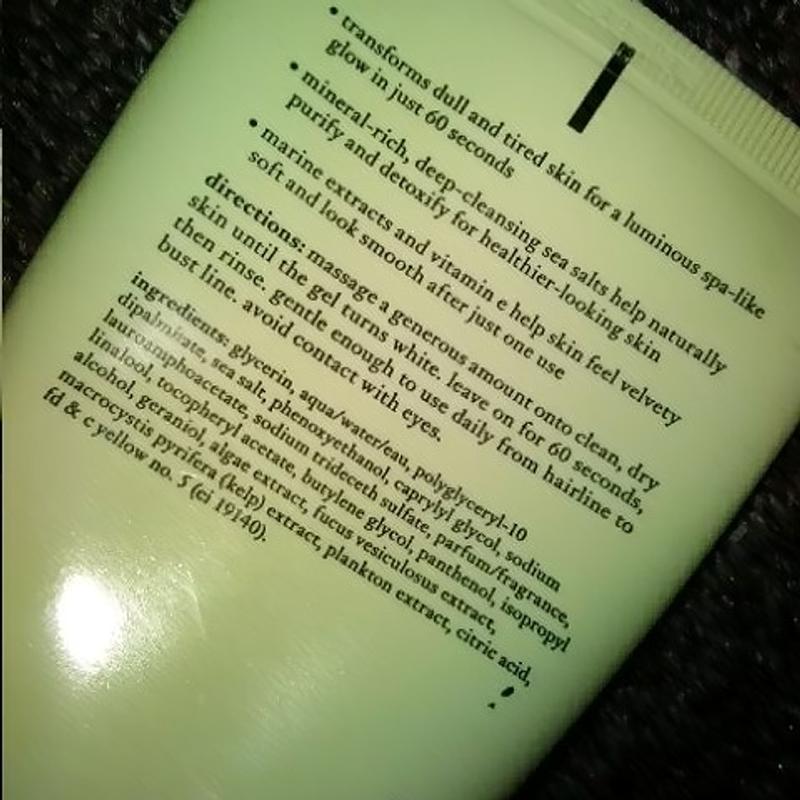 • transforms dull and tired skin for a luminous spa-like
glow in just 60 seconds
• mineral-rich, deep-cleansing sea salts help naturally
purify and detoxify for healthier-looking skin
• marine extracts and vitamin e help skin feel velvety
soft and look smooth after just one use
directions: massage a generous amount onto clean, dry
skin until the gel turns white. leave on for 60 seconds,
then rinse. gentle enough to use daily from hairline to
bust line. avoid contact with eyes.
ingredients: glycerin, aqua/water/eau, polyglyceryl-10
dipalmitate, sea salt, phenoxyethanol, caprylyl glycol, sodium
lauroamphoacetate, sodium trideceth sulfate, parfum/fragrance,
linalool, tocopheryl acetate, butylene glycol, panthenol, isopropyl
alcohol, geraniol, algae extract, fucus vesiculosus extract,
macrocystis pyrifera (kelp) extract, plankton extract, citric acid,
fd & c yellow no. 5 (ci 19140).